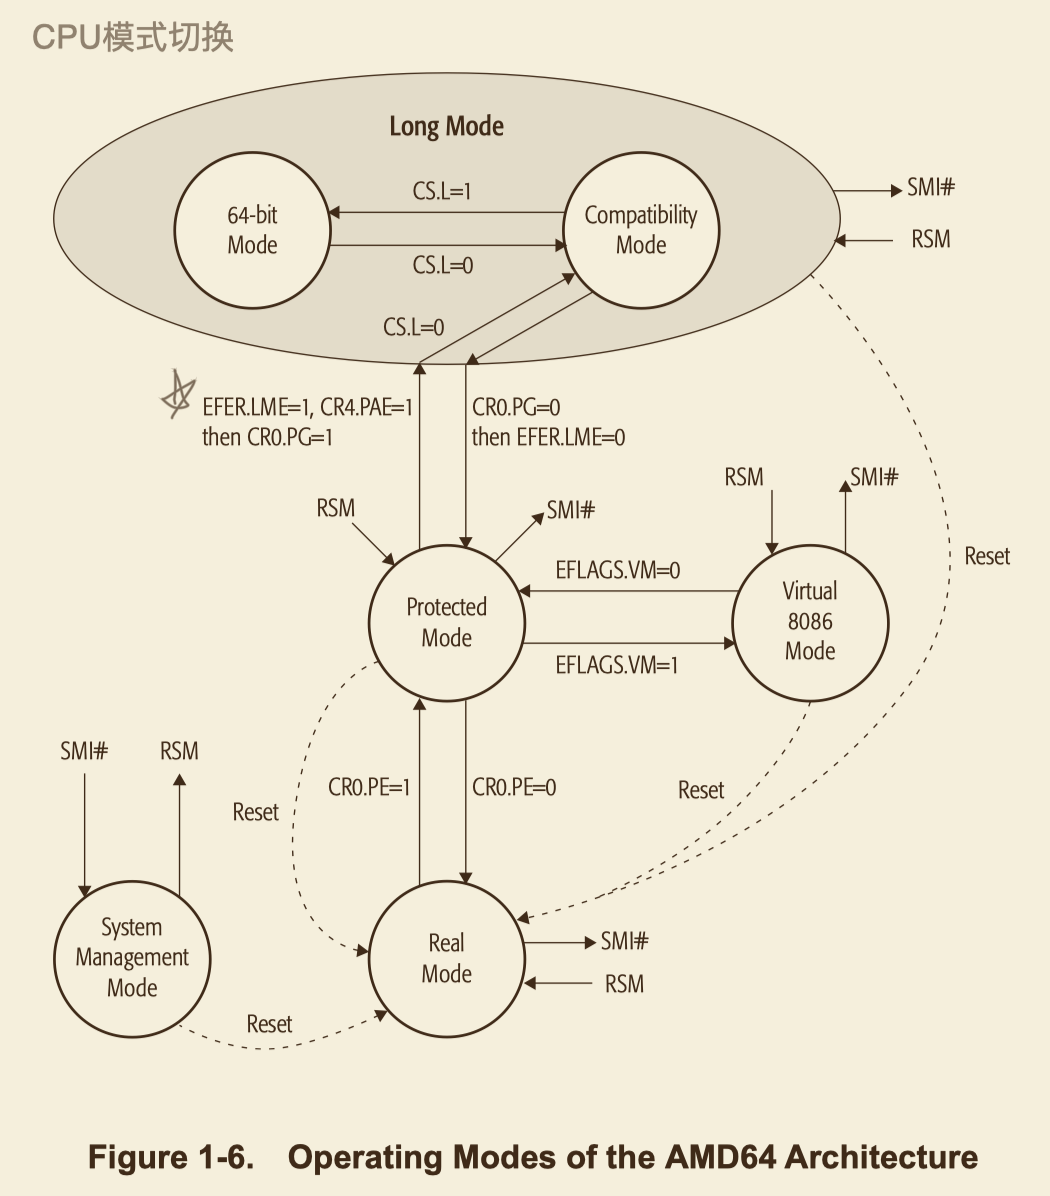 CPU模式切换
Long Mode
64-bit
Mode
CS.L=1
CS.L=0
Compatibility
Mode
SMI#
RSM
CS.L=0
EFER.LME=1, CR4.PAE=1
then CR0.PG=1
CR0.PG=0
then EFER.LME=0
RSM
SMI#
RSM
SMI#
Reset
Protected
Mode
EFLAGS.VM=0
EFLAGS.VM=1
Virtual
8086
Mode
SMI#
RSM
Reset
CR0.PE=1
CR0.PE=0
Reset
System
Management
Mode
Reset
Real
Mode
SMI#
RSM
Figure 1-6. Operating Modes of the AMD64 Architecture